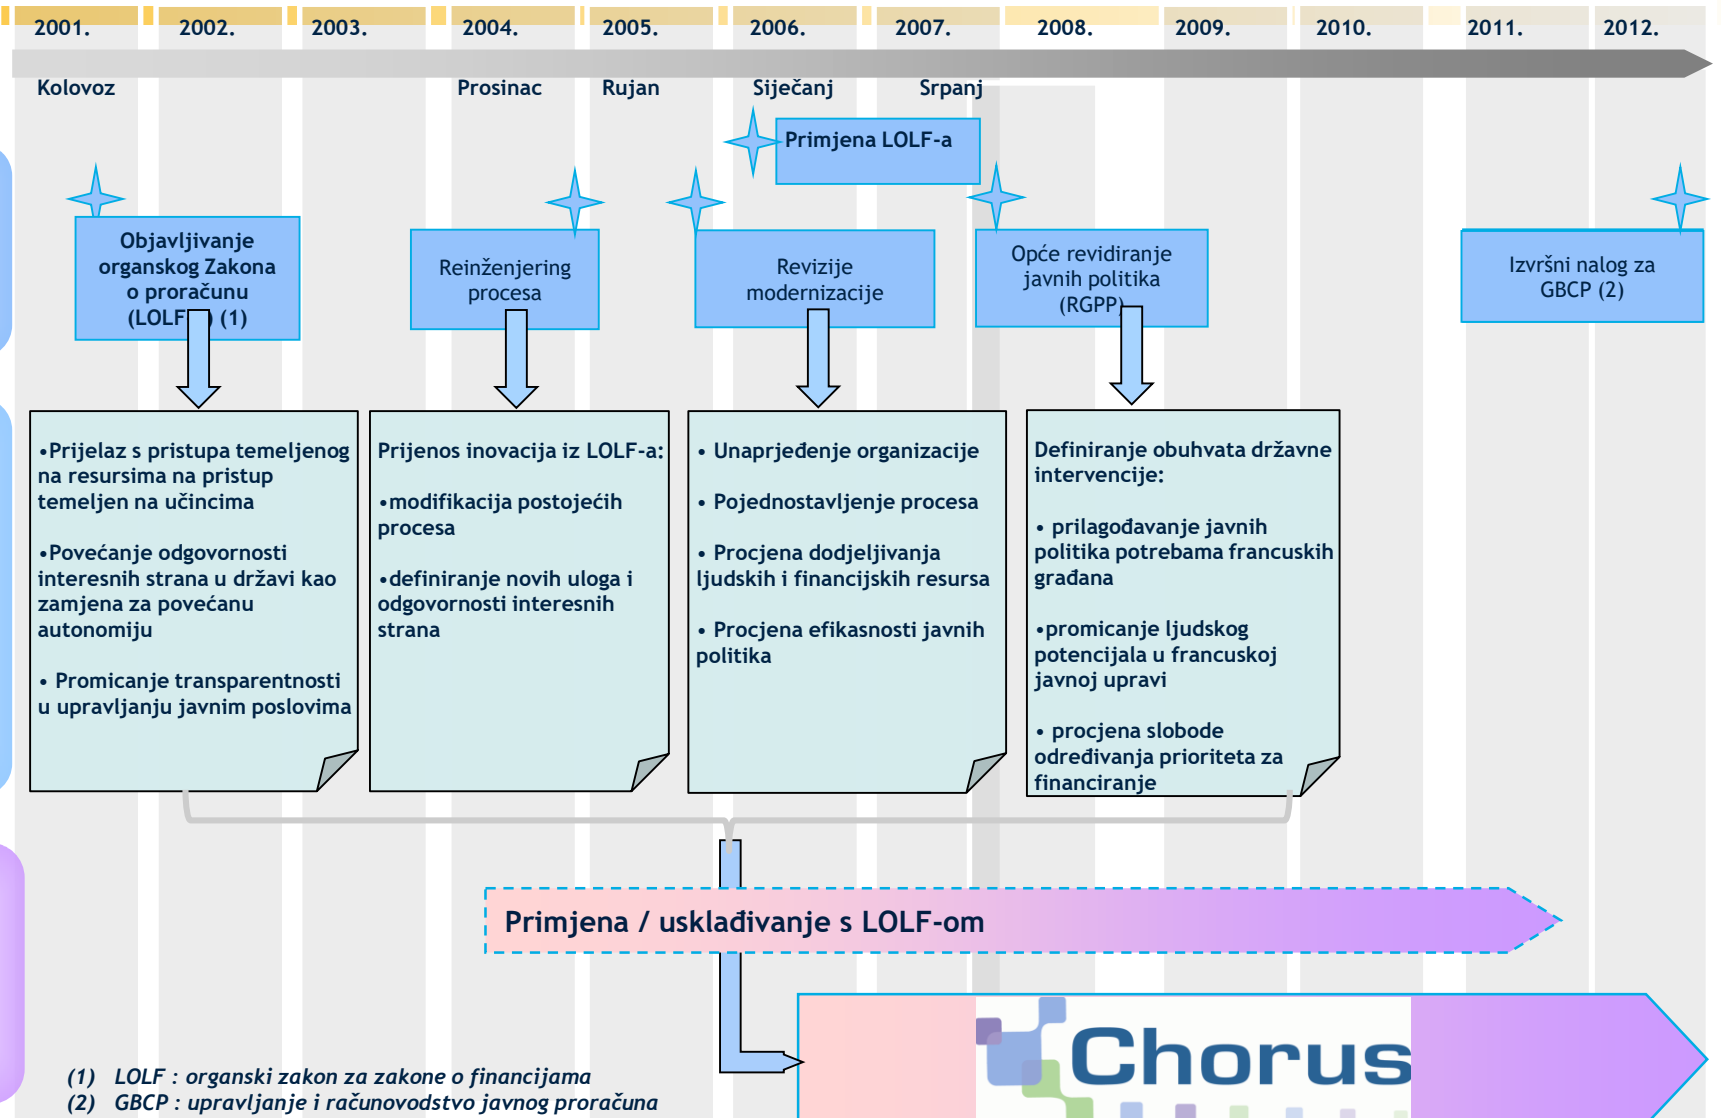 2001. 2002. 2003. 2004. 2005. 2006. 2007. 2008. 2009. 2010. 2011. 2012.
Kolovoz Prosinac Rujan Siječanj Srpanj
Primjena LOLF-a
Objavljivanje
organskog Zakona
o proračunu
(LOLF ) (1)
Reinženjering
procesa
Revizije
modernizacije
Opće revidiranje
javnih politika
(RGPP)
Izvršni nalog za
GBCP (2)
•Prijelaz s pristupa temeljenog
na resursima na pristup
temeljen na učincima
•Povećanje odgovornosti
interesnih strana u državi kao
zamjena za povećanu
autonomiju
• Promicanje transparentnosti
u upravljanju javnim poslovima
Prijenos inovacija iz LOLF-a:
•modifikacija postojećih
procesa
•definiranje novih uloga i
odgovornosti interesnih
strana
• Unaprjeđenje organizacije
• Pojednostavljenje procesa
• Procjena dodjeljivanja
ljudskih i financijskih resursa
• Procjena efikasnosti javnih
politika
Definiranje obuhvata državne
intervencije:
• prilagođavanje javnih
politika potrebama francuskih
građana
•promicanje ljudskog
potencijala u francuskoj
javnoj upravi
• procjena slobode
određivanja prioriteta za
financiranje
Primjena / usklađivanje s LOLF-om
Chorus
(1) LOLF : organski zakon za zakone o financijama
(2) GBCP : upravljanje i računovodstvo javnog proračuna